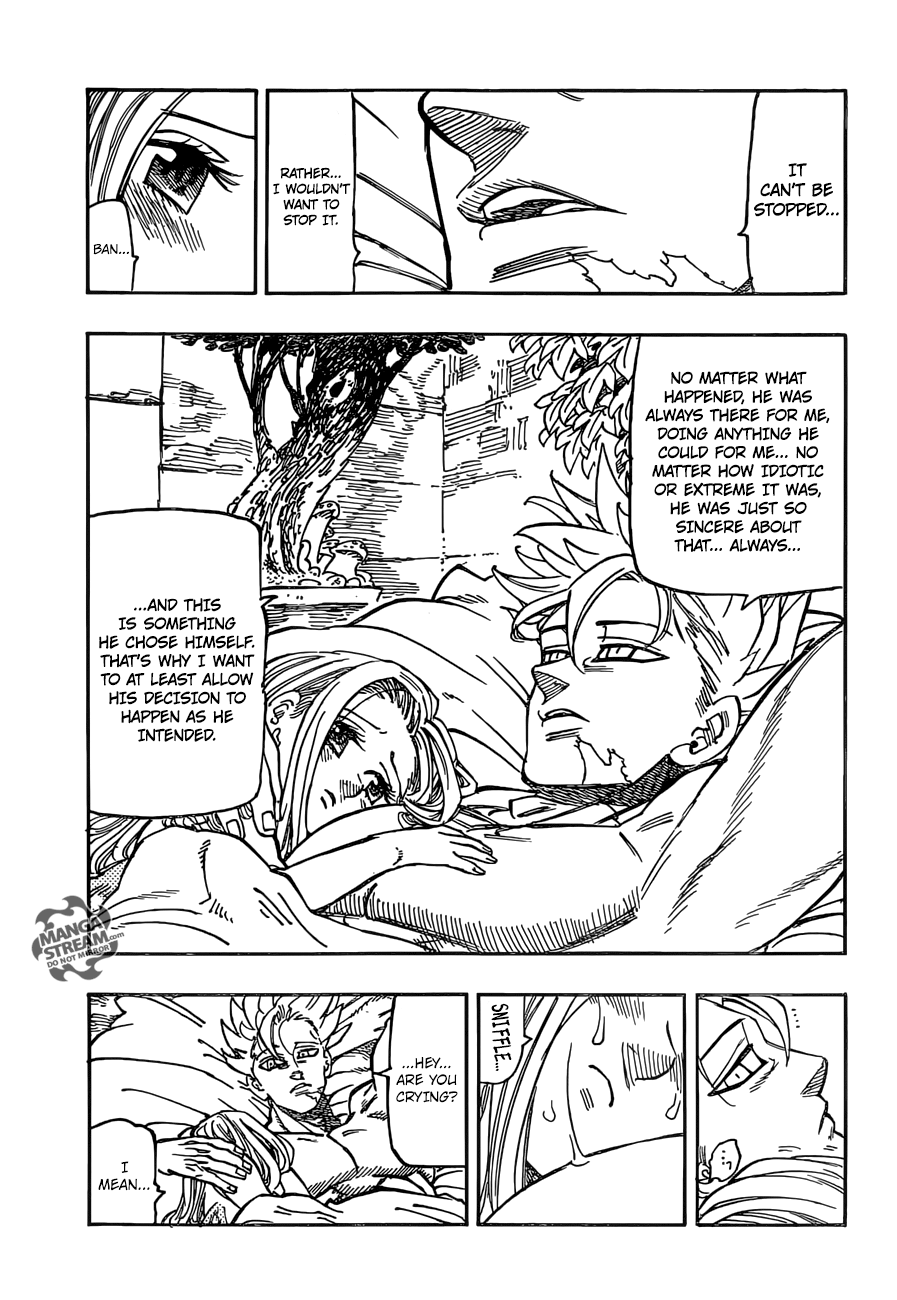 IT
CAN'T BE
STOPPED...
RATHER...
I WOULDN'T
WANT TO
STOP IT.
BAN...
NO MATTER WHAT
HAPPENED, HE WAS
ALWAYS THERE FOR ME,
DOING ANYTHING HE
COULD FOR ME... NO
MATTER HOW IDIOTIC
OR EXTREME IT WAS,
HE WAS JUST SO
SINCERE ABOUT
THAT... ALWAYS...
...AND THIS
IS SOMETHING
HE CHOSE HIMSELF.
THAT'S WHY I WANT
TO AT LEAST ALLOW
HIS DECISION TO
HAPPEN AS HE
INTENDED.
MANGA
STREAM.com
DO NOT MIRROR
...
SNIFFLE...
...HEY...
ARE YOU
CRYING?
I
MEAN...